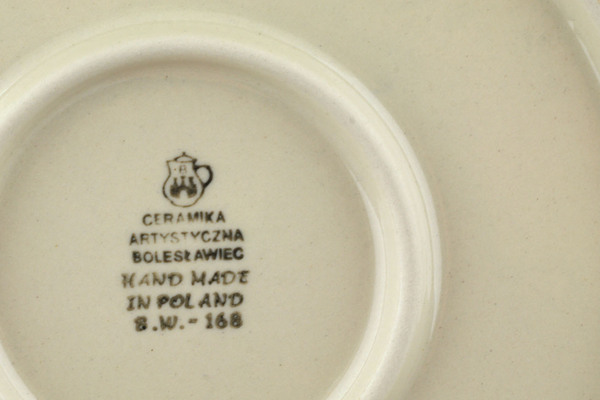 CERAMIKA
ARTYSTYCZNA
BOLESŁAWIEC
HAND MADE
IN POLAND
B.W.-168